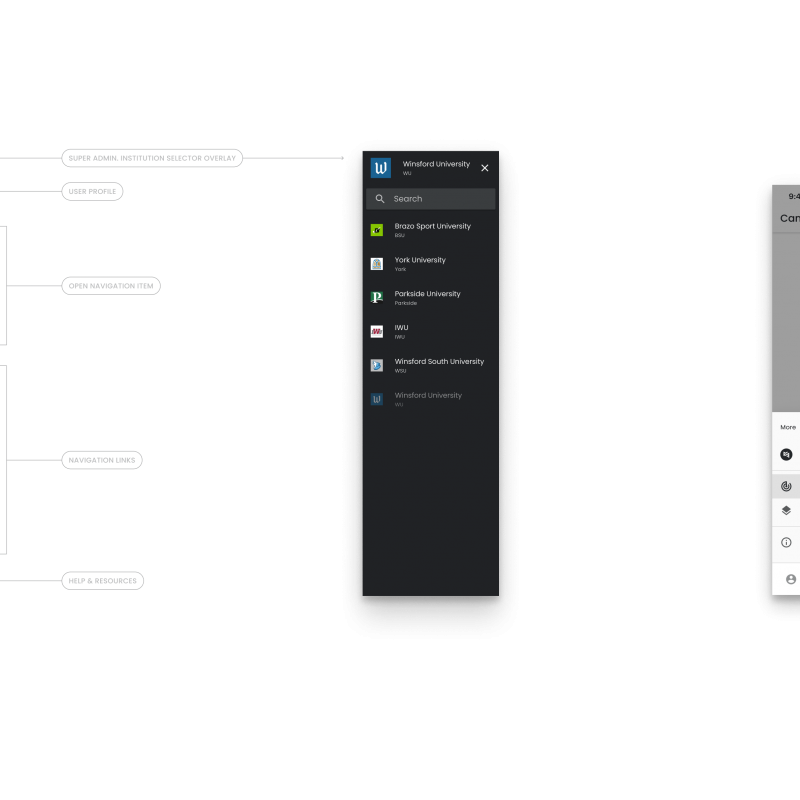 SUPER ADMIN. INSTITUTION SELECTOR OVERLAY
USER PROFILE
OPEN NAVIGATION ITEM
NAVIGATION LINKS
HELP & RESOURCES
W
Winsford University
WU
Search
Brazo Sport University
BSU
York University
York
P
Parkside University
Parkside
IWU
IWU
IWU
Winsford South University
WSU
W
Winsford University
WU
9:4
Can
More